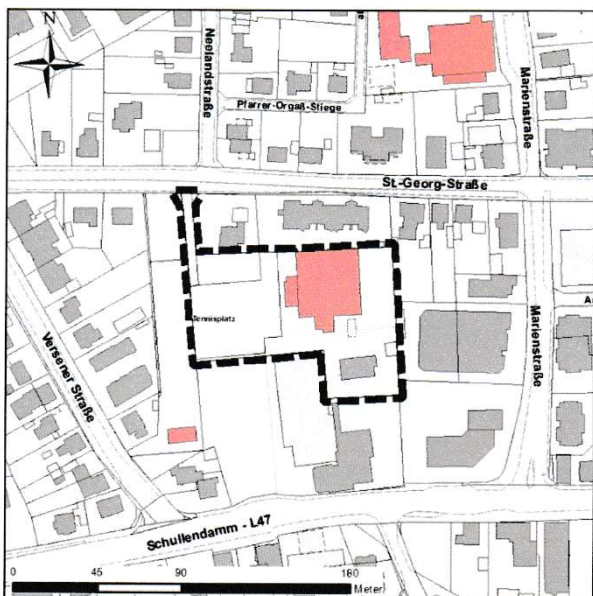 N
Neelandstraße
Pfarrer-Orgaß-Stiege
Marienstraße
St.-Georg-Straße
Tennisplatz
Versener Straße
Marienstraße
Schullendamm - L47
0 45 90 180
Meter